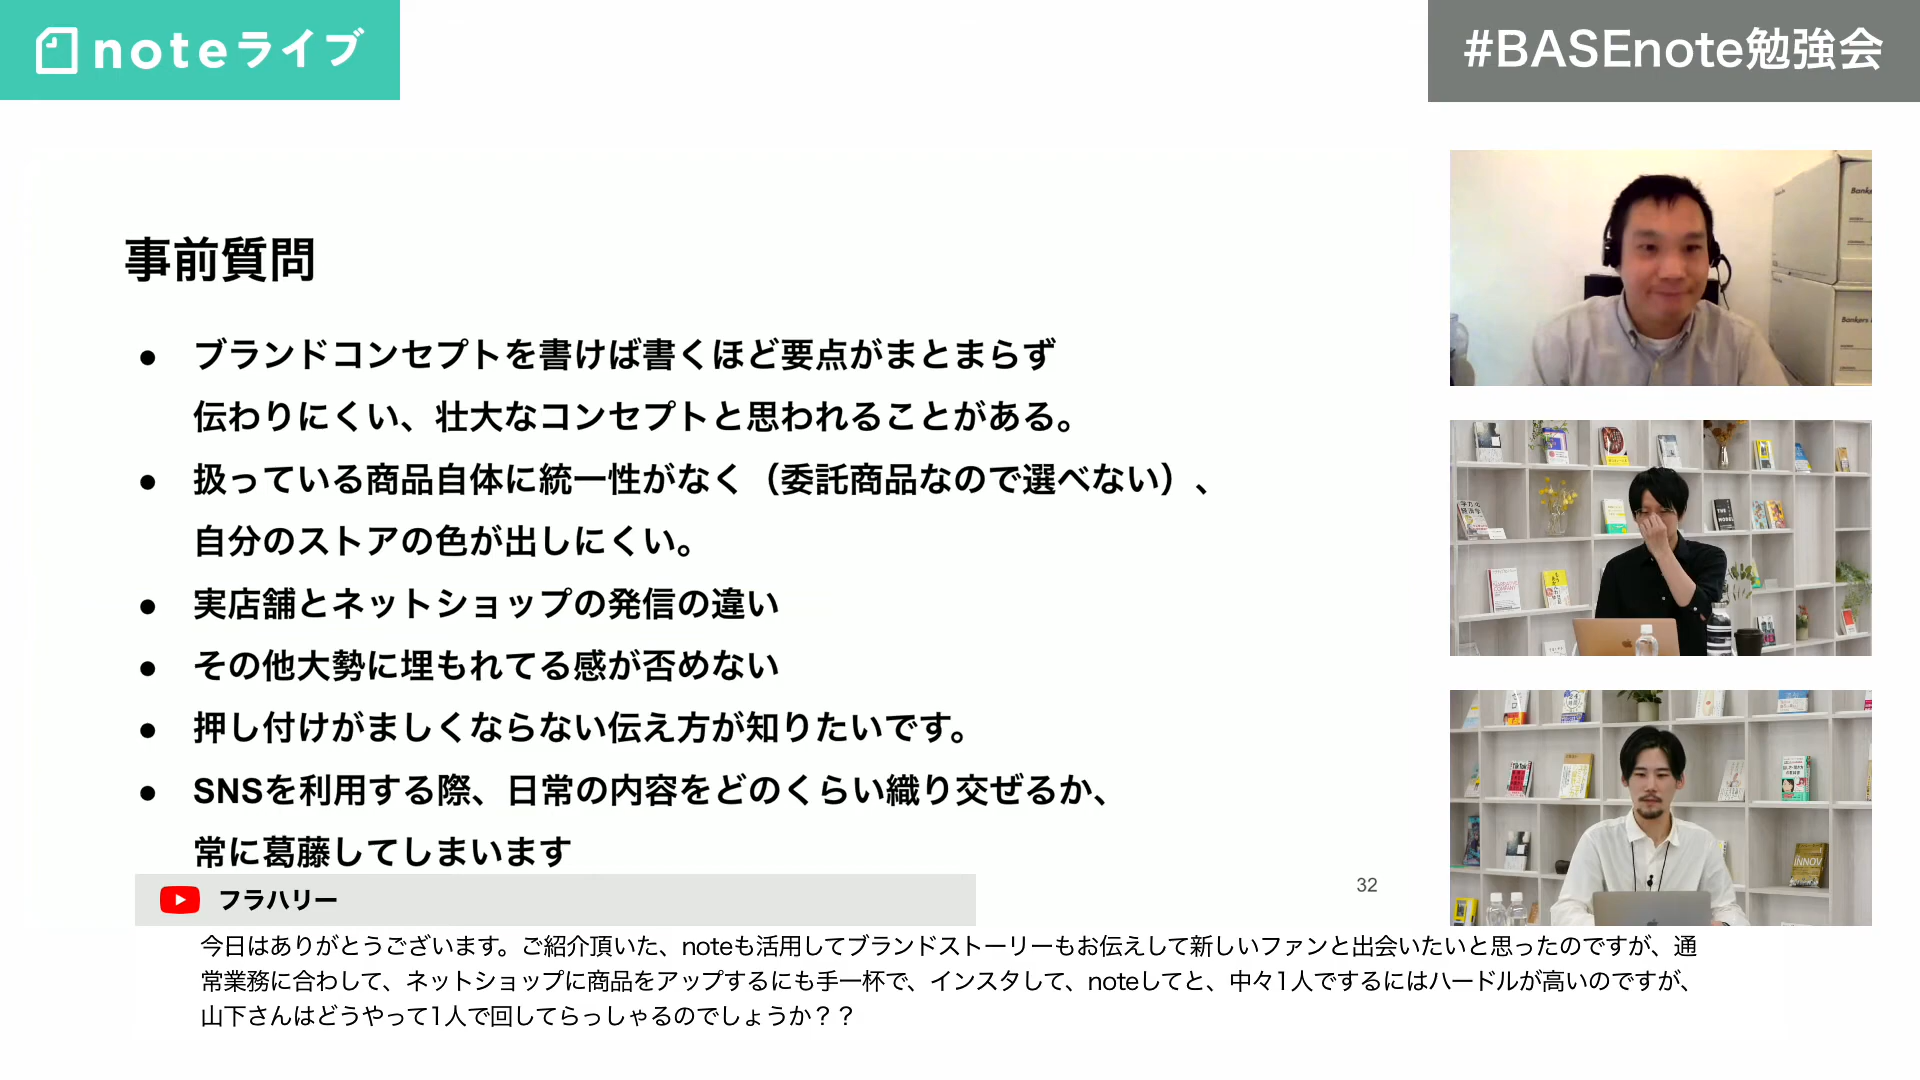 noteライブ
#BASEnote勉強会
事前質問
● ブランドコンセプトを書けば書くほど要点がまとまらず
伝わりにくい、壮大なコンセプトと思われることがある。
● 扱っている商品自体に統一性がなく（委託商品なので選べない）、
自分のストアの色が出しにくい。
● 実店舗とネットショップの発信の違い
● その他大勢に埋もれてる感が否めない
● 押し付けがましくならない伝え方が知りたいです。
● SNSを利用する際、日常の内容をどのくらい織り交ぜるか、
常に葛藤してしまいます
32
フラハリー
今日はありがとうございます。ご紹介頂いた、noteも活用してブランドストーリーもお伝えして新しいファンと出会いたいと思ったのですが、通
常業務に合わして、ネットショップに商品をアップするにも手一杯で、インスタして、noteしてと、中々1人でするにはハードルが高いのですが、
山下さんはどうやって1人で回してらっしゃるのでしょうか？？
THE MODEL
INNOV